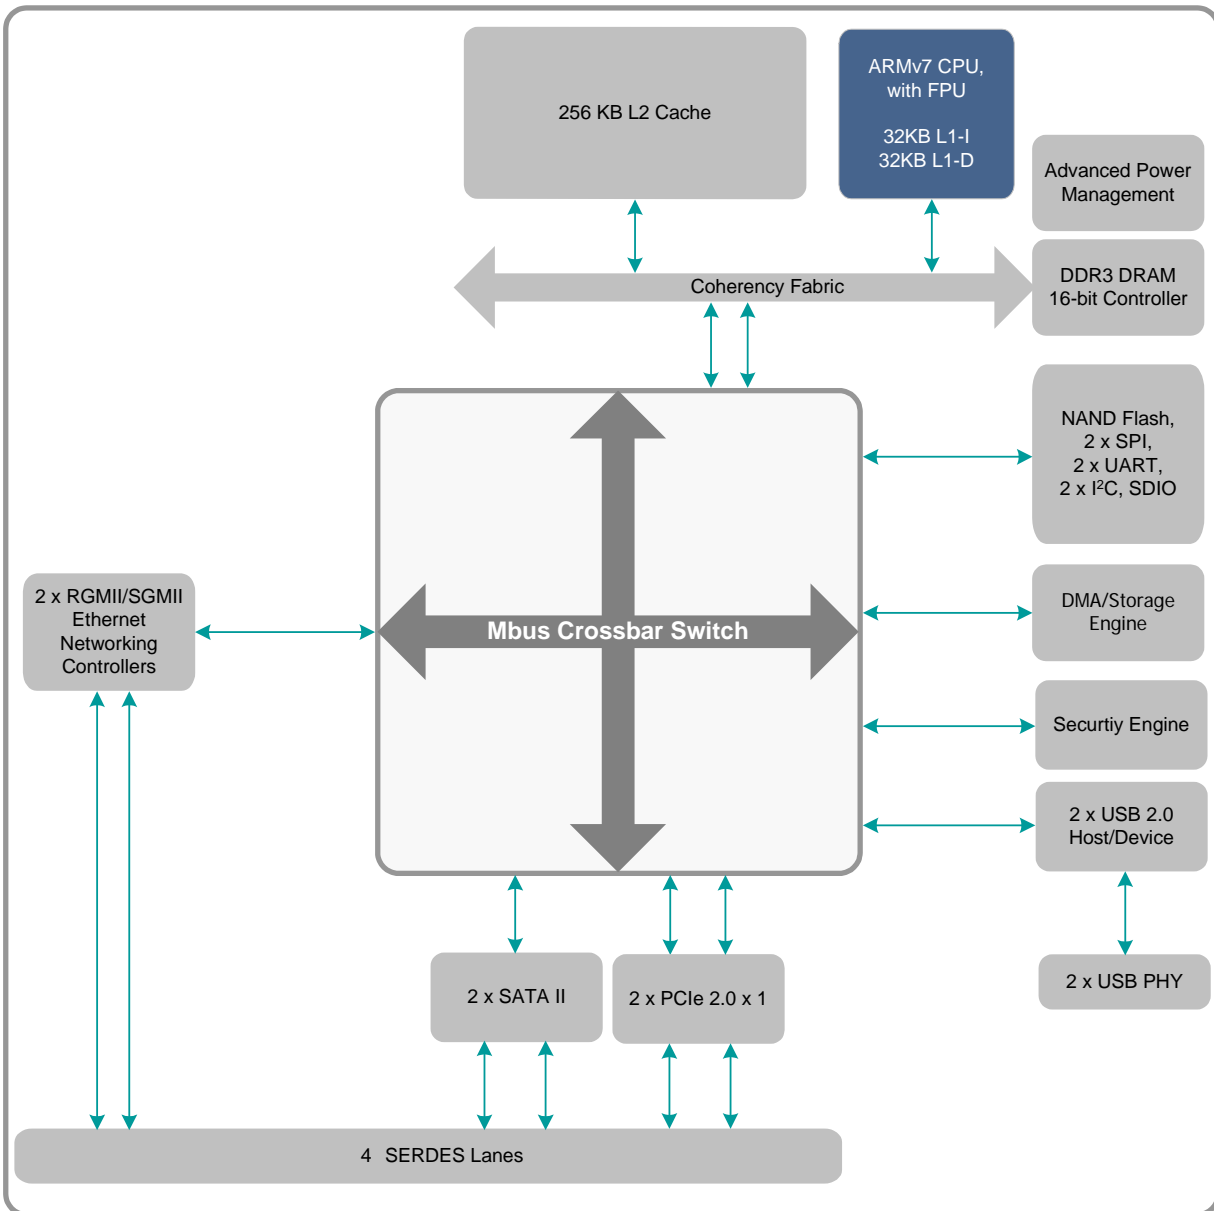 256 KB L2 Cache
ARMv7 CPU,
with FPU
32KB L1-I
32KB L1-D
Advanced Power
Management
Coherency Fabric
DDR3 DRAM
16-bit Controller
NAND Flash,
2 x SPI,
2 x UART,
2 x I²C, SDIO
2 x RGMII/SGMII
Ethernet
Networking
Controllers
Mbus Crossbar Switch
DMA/Storage
Engine
Securtiy Engine
2 x USB 2.0
Host/Device
2 x SATA II
2 x PCIe 2.0 x 1
2 x USB PHY
4 SERDES Lanes